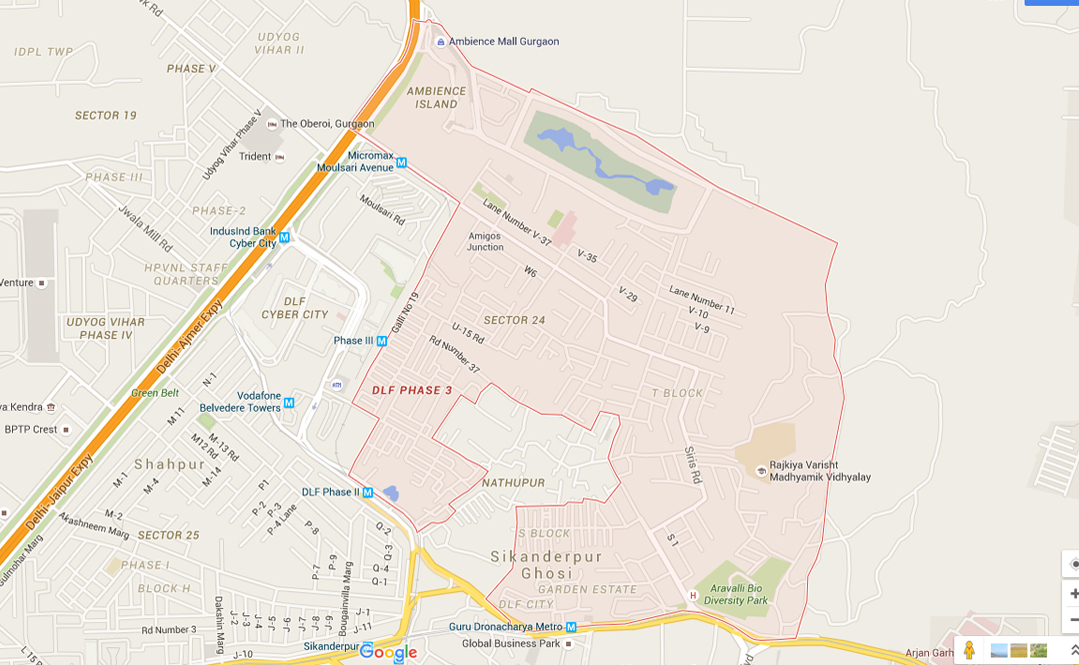 rk Rd
UDYOG
VIHAR II
IDPL TWP
PHASE V
Ambience Mall Gurgaon
AMBIENCE
ISLAND
SECTOR 19
The Oberoi, Gurgaon
Udyog Vihar Phase V
Trident
Micromax
Moulsari Avenue
PHASE III
Jwala Mill Rd
PHASE-2
Moulsari Rd
Lane Number V-37
Amigos
Junction
V-35
IndusInd Bank
Cyber City
W6
HPVNL STAFF
QUARTERS
Venture
V-29
Lane Number 11
V-10
V-9
DLF
CYBER CITY
Galli No 19
UDYOG VIHAR
PHASE IV
SECTOR 24
U-15 Rd
Rd Number 37
Phase III
Delhi-Ajmer Expy
N-1
DLF PHASE 3
T BLOCK
Green Belt
Vodafone
Belvedere Towers
ya Kendra
M 11
BPTP Crest
M-13 Rd
M12 Rd
M-14
Shahpur
M-1
M-4
Siris Rd
Rajkiya Varisht
Madhyamik Vidhyalay
Delhi-Jaipur Expy
P1
NATHUPUR
DLF Phase II
P-2
P-3
P-4 Lane
M-2
Akashneem Marg
P-8
Q-2
SECTOR 25
S BLOCK
S 1
Gulmohar Marg
Q-3
Q-4
Q-1
P-9
P-7
Sikanderpur
Ghosi
PHASE I
BLOCK H
GARDEN ESTATE
Aravalli Bio
Diversity Park
H
DLF CITY
Bougainvilla Marg
Dakshin Marg
J-2
J-3
J-4
J-5
J-6
J-7
J-8
J-9
J-1
J-11
Rd Number 3
Guru Dronacharya Metro
Global Business Park
Sikanderpur
Google
J-10
L 15
vd
Arjan Garh